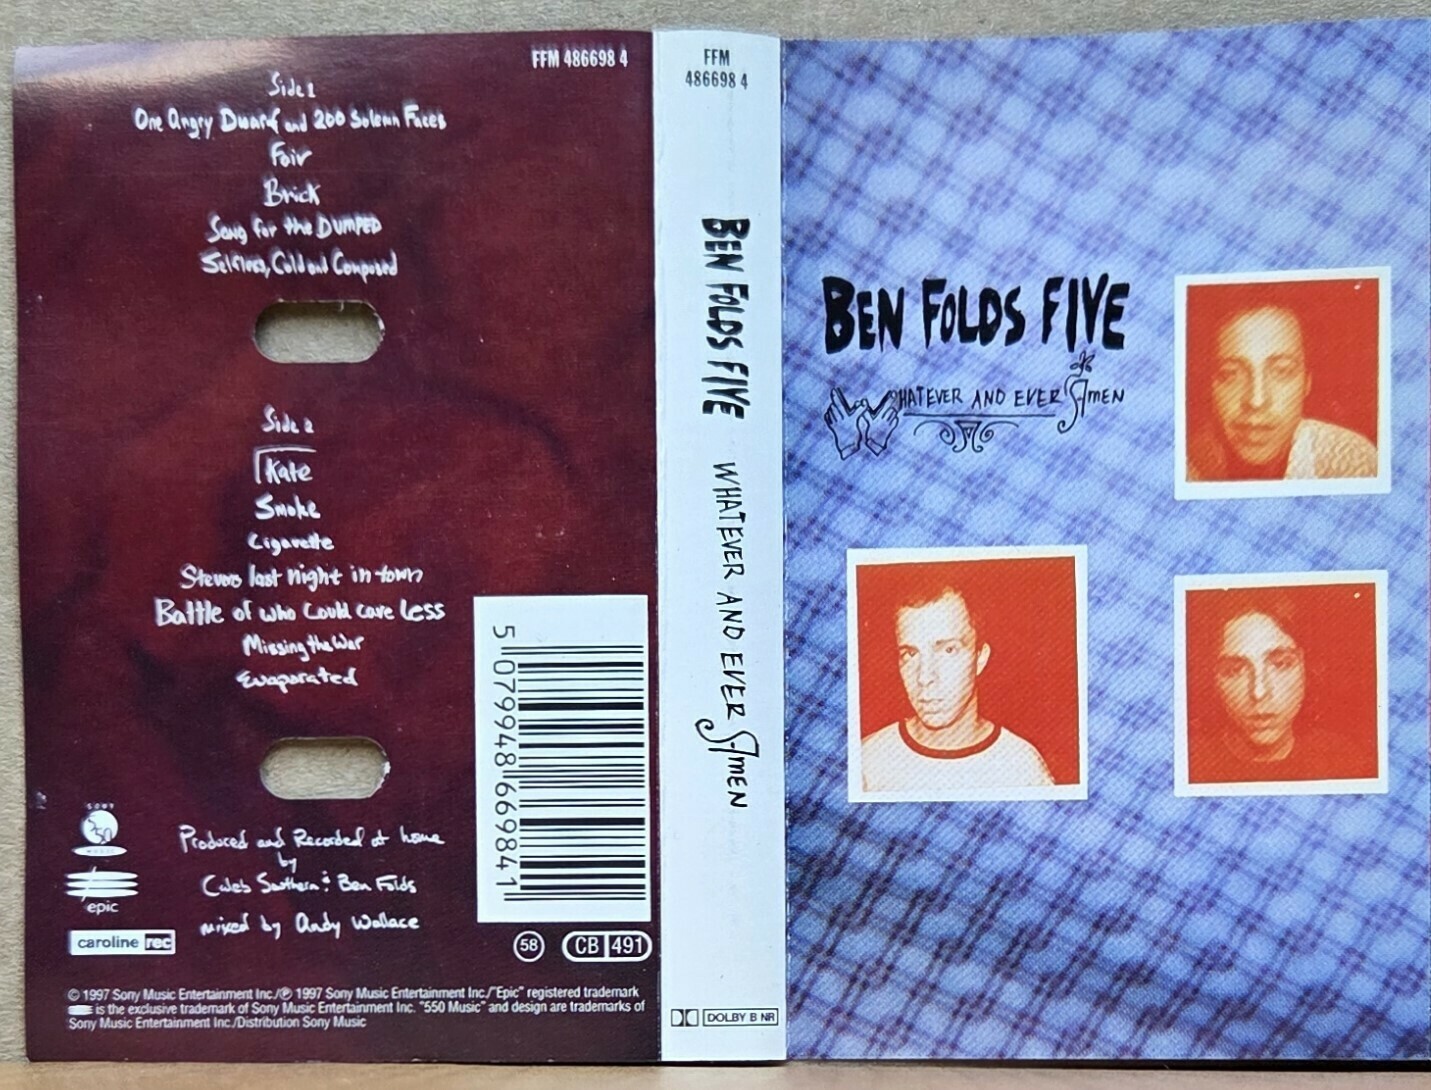 FFM 486698 4
Side 1
One Angry Dwarf and 200 Solemn Faces
Fair
Brick
Song for the DUMPED
Selfless, Cold and Composed
Side 2
Kate
Smoke
Cigarette
Stevens last night in town
Battle of who Could care Less
Missing the War
Evaporated
SONY
550
MUSIC
epic
caroline rec
Produced and Recorded at home
by
Caleb Southern & Ben Folds
mixed by Andy Wallace
5 079948 669841
58
CB 491
© 1997 Sony Music Entertainment Inc./℗ 1997 Sony Music Entertainment Inc./"Epic" registered trademark
is the exclusive trademark of Sony Music Entertainment Inc. "550 Music" and design are trademarks of
Sony Music Entertainment Inc./Distribution Sony Music
FFM
486698 4
BEN FOLDS FIVE WHATEVER AND EVER AMEN
DOLBY B NR
BEN FOLDS FIVE
WHATEVER AND EVER AMEN